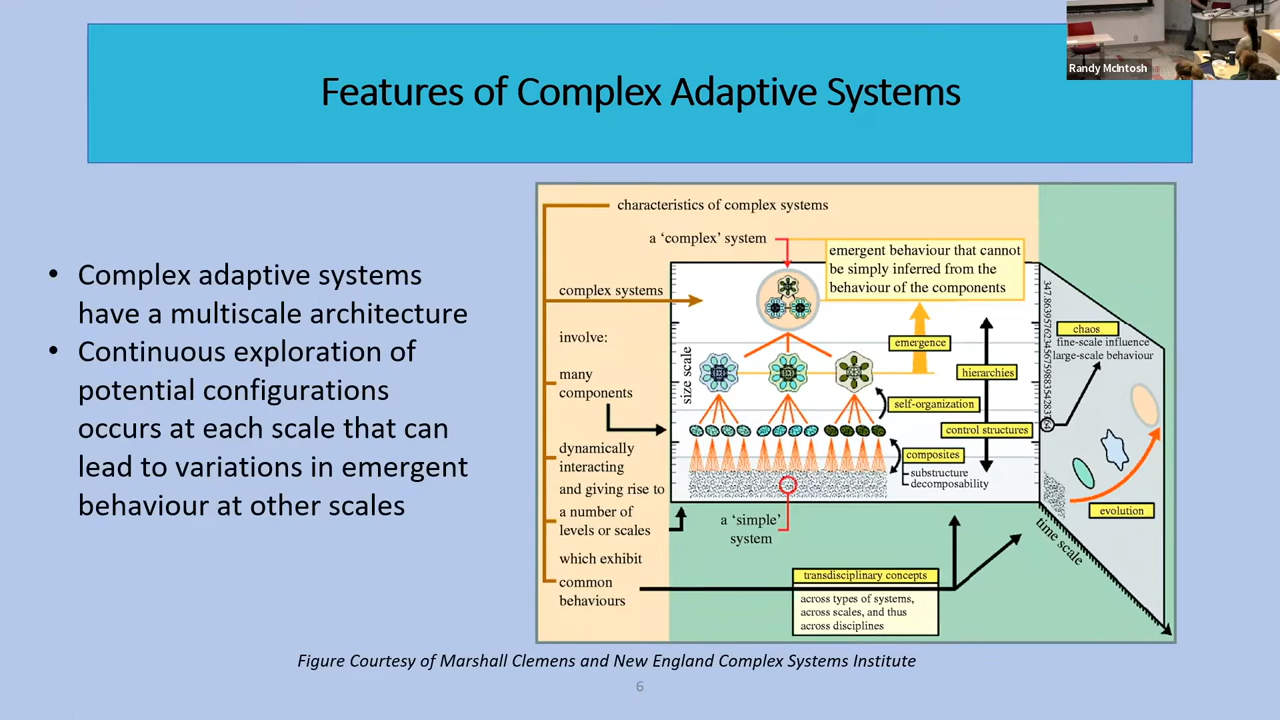 Randy McIntosh
Features of Complex Adaptive Systems
• Complex adaptive systems
have a multiscale architecture
• Continuous exploration of
potential configurations
occurs at each scale that can
lead to variations in emergent
behaviour at other scales
characteristics of complex systems
a ‘complex’ system
emergent behaviour that cannot
be simply inferred from the
behaviour of the components
complex systems
involve:
many
components
dynamically
interacting
and giving rise to
a number of
levels or scales
which exhibit
common
behaviours
size scale
emergence
hierarchies
self-organization
control structures
composites
substructure
decomposability
a ‘simple’
system
chaos
fine-scale influence
large-scale behaviour
evolution
time scale
transdisciplinary concepts
across types of systems,
across scales, and thus
across disciplines
Figure Courtesy of Marshall Clemens and New England Complex Systems Institute
6